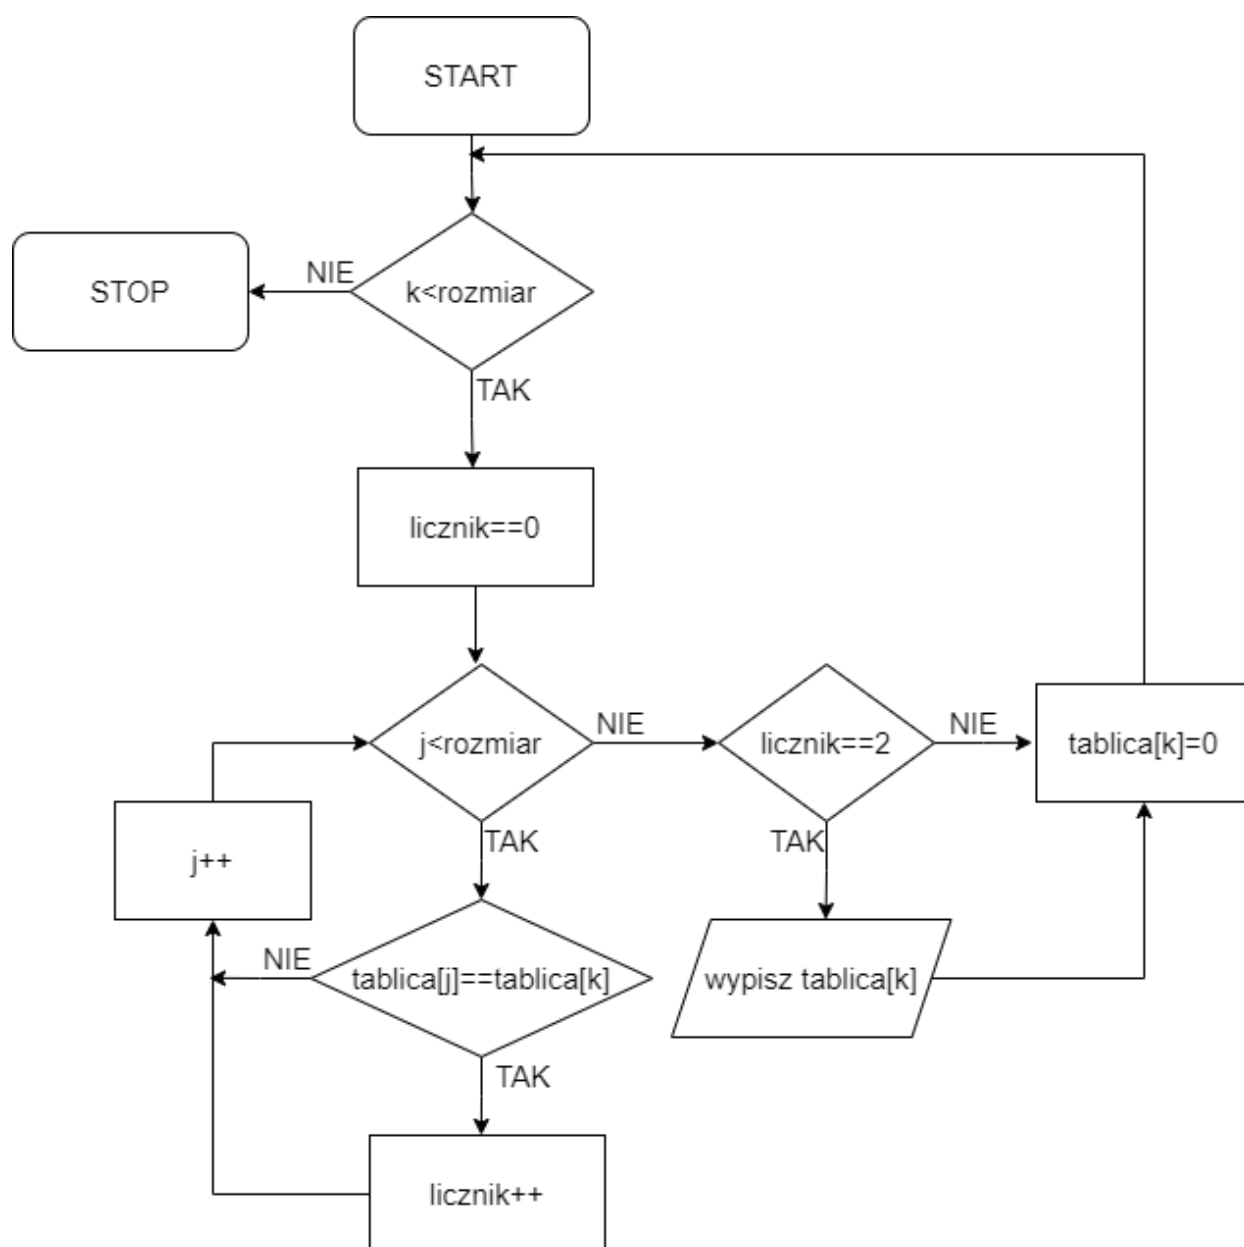 START
STOP
NIE
k<rozmiar
TAK
licznik==0
j<rozmiar
NIE
licznik==2
NIE
tablica[k]=0
j++
TAK
TAK
NIE
tablica[j]==tablica[k]
wypisz tablica[k]
TAK
licznik++